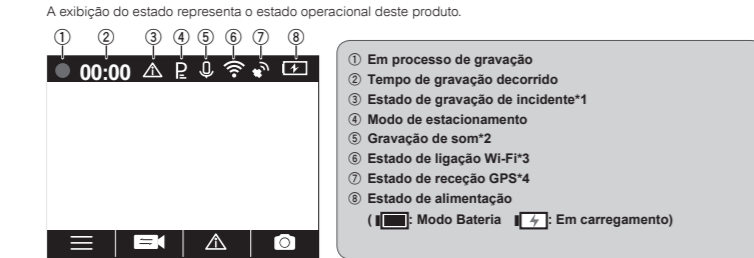 A exibição do estado representa o estado operacional deste produto.
① ② ③ ④ ⑤ ⑥ ⑦ ⑧
00:00
① Em processo de gravação
② Tempo de gravação decorrido
③ Estado de gravação de incidente*1
④ Modo de estacionamento
⑤ Gravação de som*2
⑥ Estado de ligação Wi-Fi*3
⑦ Estado de receção GPS*4
⑧ Estado de alimentação
( : Modo Bateria : Em carregamento)